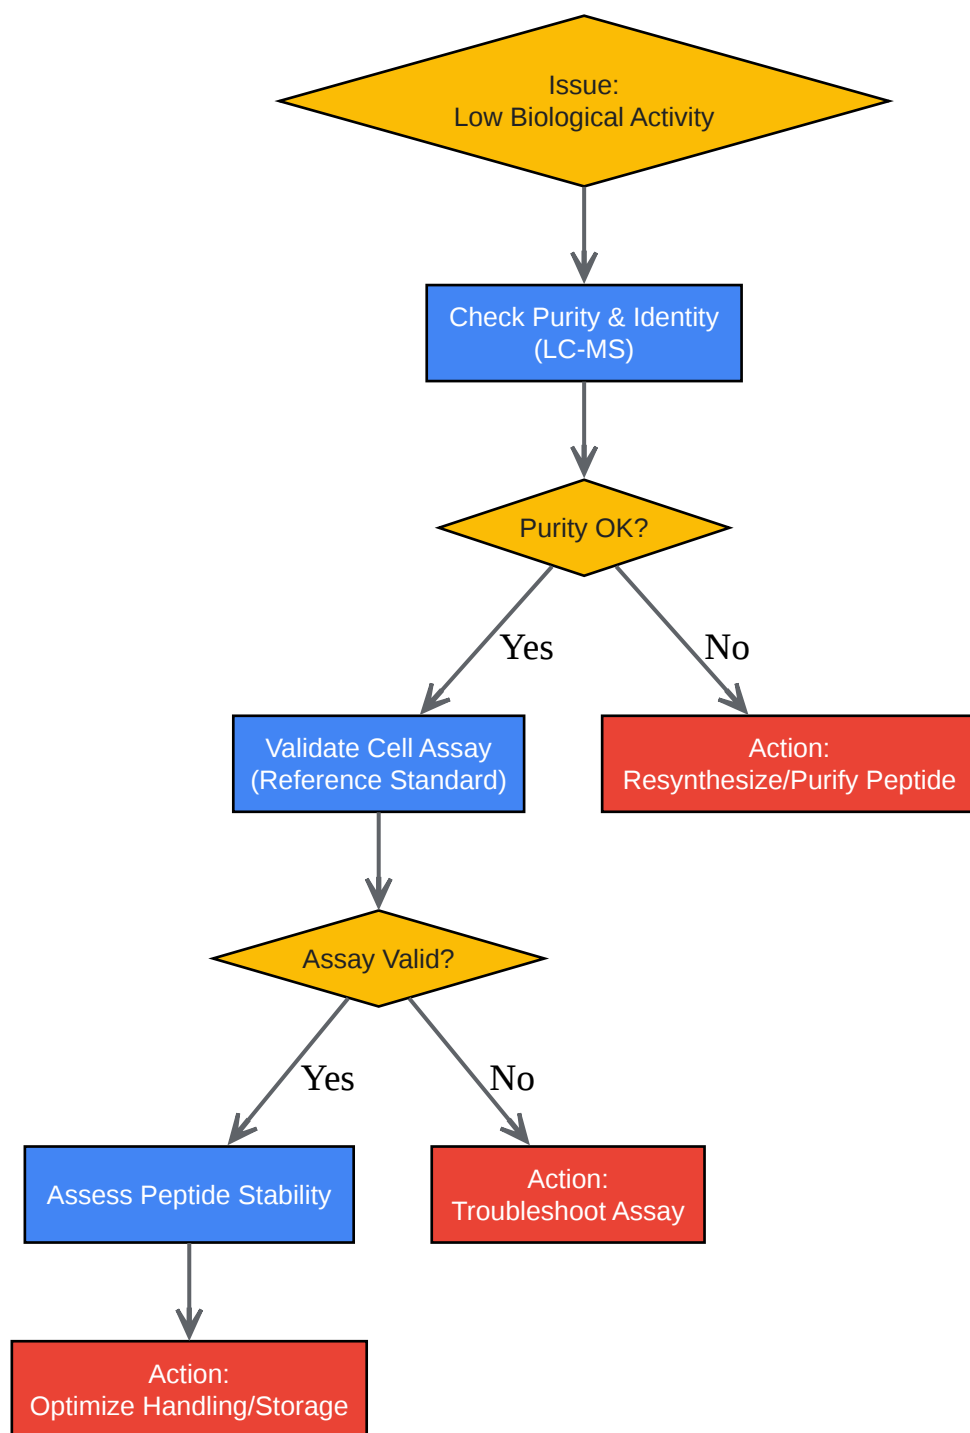 Issue:
Low Biological Activity
Check Purity & Identity
(LC-MS)
Purity OK?
Yes
No
Validate Cell Assay
(Reference Standard)
Action:
Resynthesize/Purify Peptide
Assay Valid?
Yes
No
Assess Peptide Stability
Action:
Troubleshoot Assay
Action:
Optimize Handling/Storage